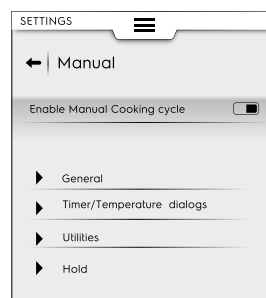 SETTINGS
Manual
Enable Manual Cooking cycle
General
Timer/Temperature dialogs
Utilities
Hold